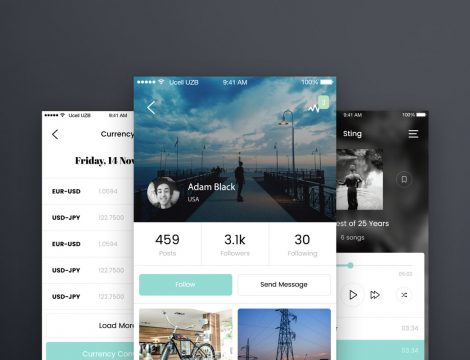 Ucell UZB 9:41 AM
Currency
Friday, 14 Nov
EUR-USD 1.0094
USD-JPY 122.7500
EUR-USD
USD-JPY 122.7500
USD-JPY 122.7500
Load More
Currency Con
Ucell UZB 9:41 AM 100%
3
Adam Black
USA
459 3.1k 30
Posts Followers Following
Follow Send Message
9:41 AM 100%
Sting
est of 25 Years
6 songs
03:34
03:34